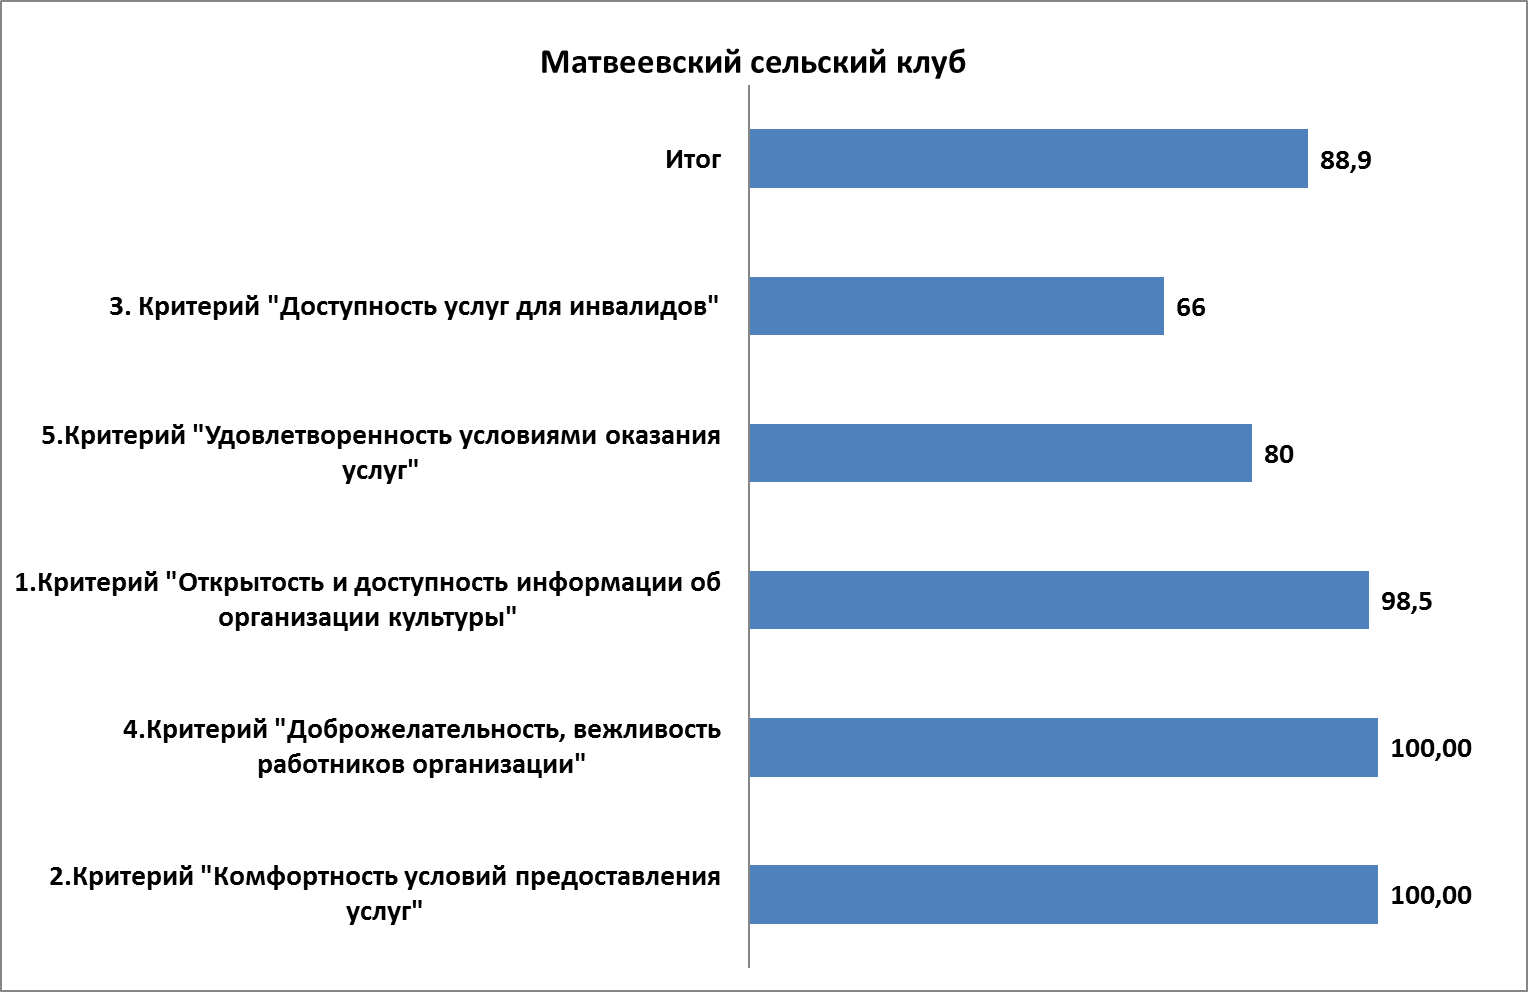 Матвеевский сельский клуб
Итог
88,9
3. Критерий "Доступность услуг для инвалидов"
66
5.Критерий "Удовлетворенность условиями оказания
услуг"
80
1.Критерий "Открытость и доступность информации об
организации культуры"
98,5
4.Критерий "Доброжелательность, вежливость
работников организации"
100,00
2.Критерий "Комфортность условий предоставления
услуг"
100,00